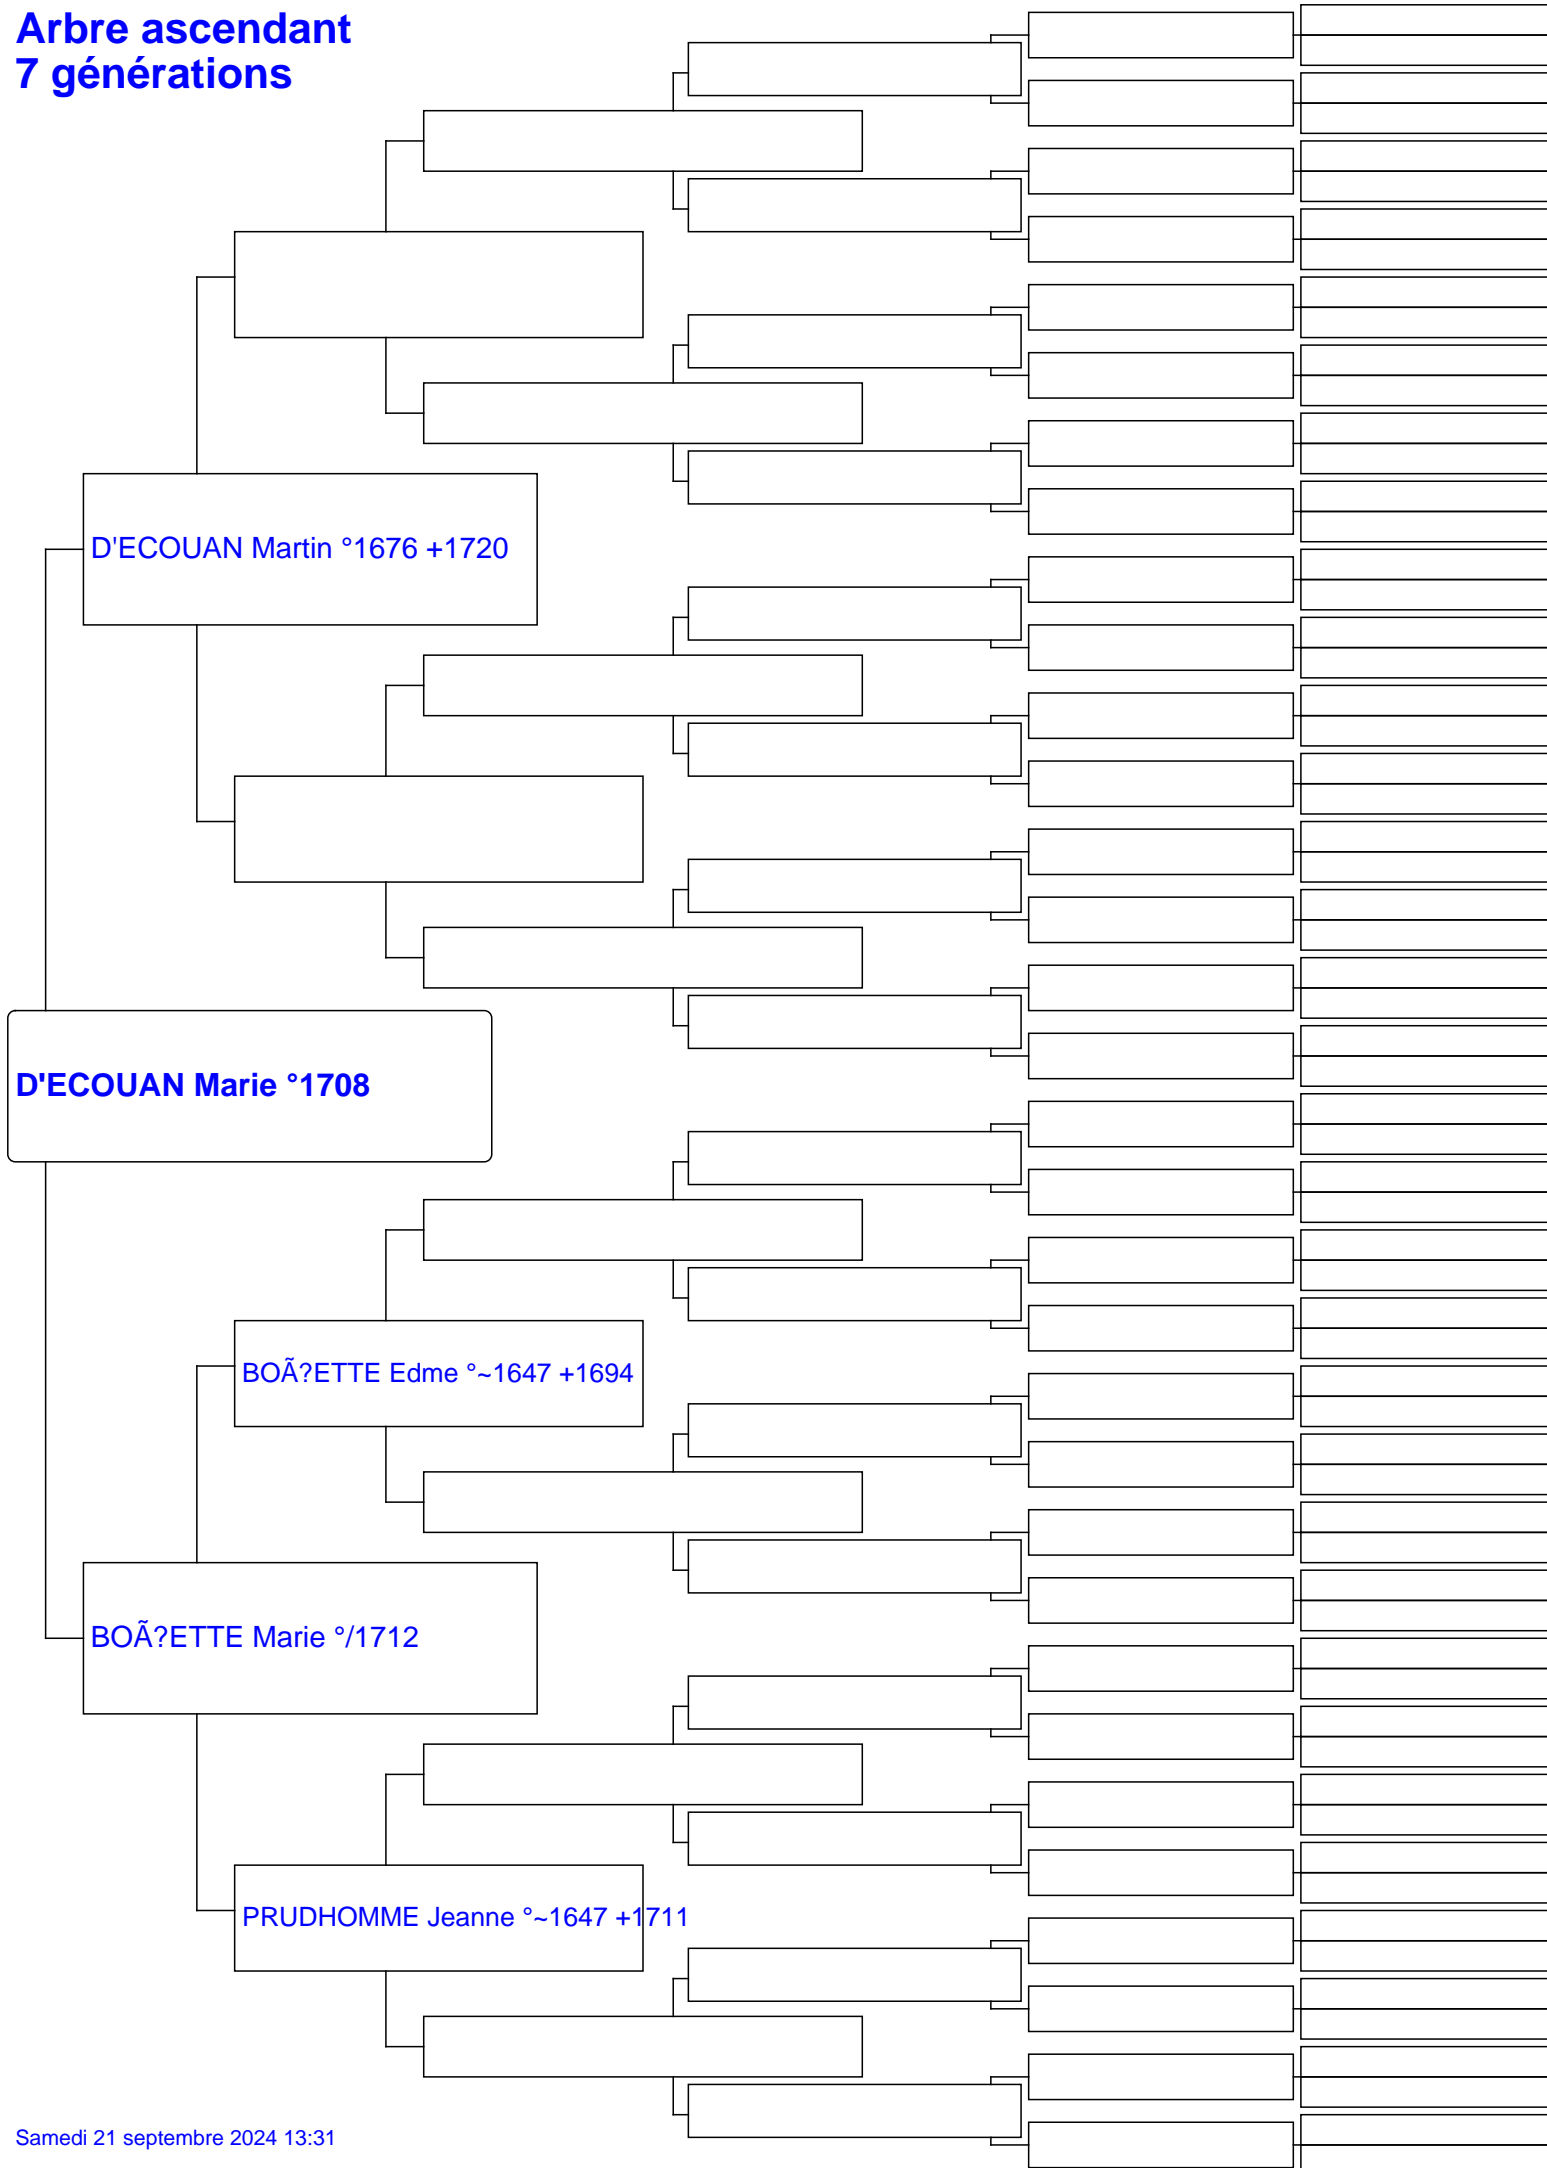 Arbre ascendant
7 générations
D'ECOUAN Martin °1676 +1720
D'ECOUAN Marie °1708
BOÃ?ETTE Edme °~1647 +1694
BOÃ?ETTE Marie °/1712
PRUDHOMME Jeanne °~1647 +1711
Samedi 21 septembre 2024 13:31